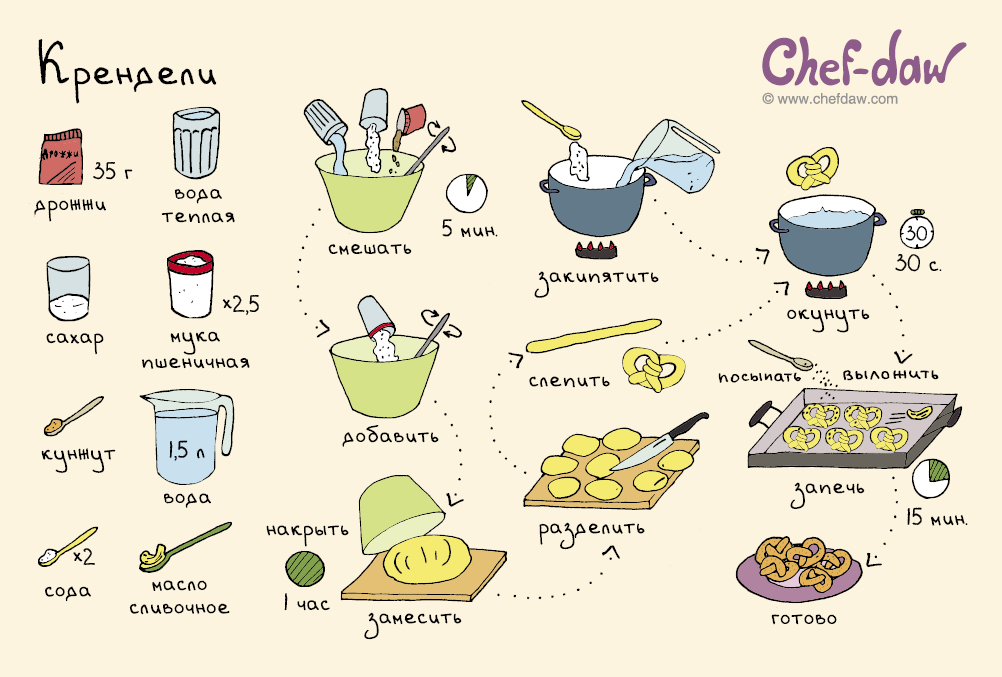 Крендели
Chef-daw
© www.chefdaw.com
дрожжи
35 г
дрожжи
вода
теплая
сахар
мука
пшеничная
x2,5
кунжут
1,5 л
вода
x2
сода
масло
сливочное
смешать
5 мин.
добавить
накрыть
1 час
замесить
разделить
слепить
закипятить
окунуть
30
30 с.
посыпать
выложить
запечь
15 мин.
готово